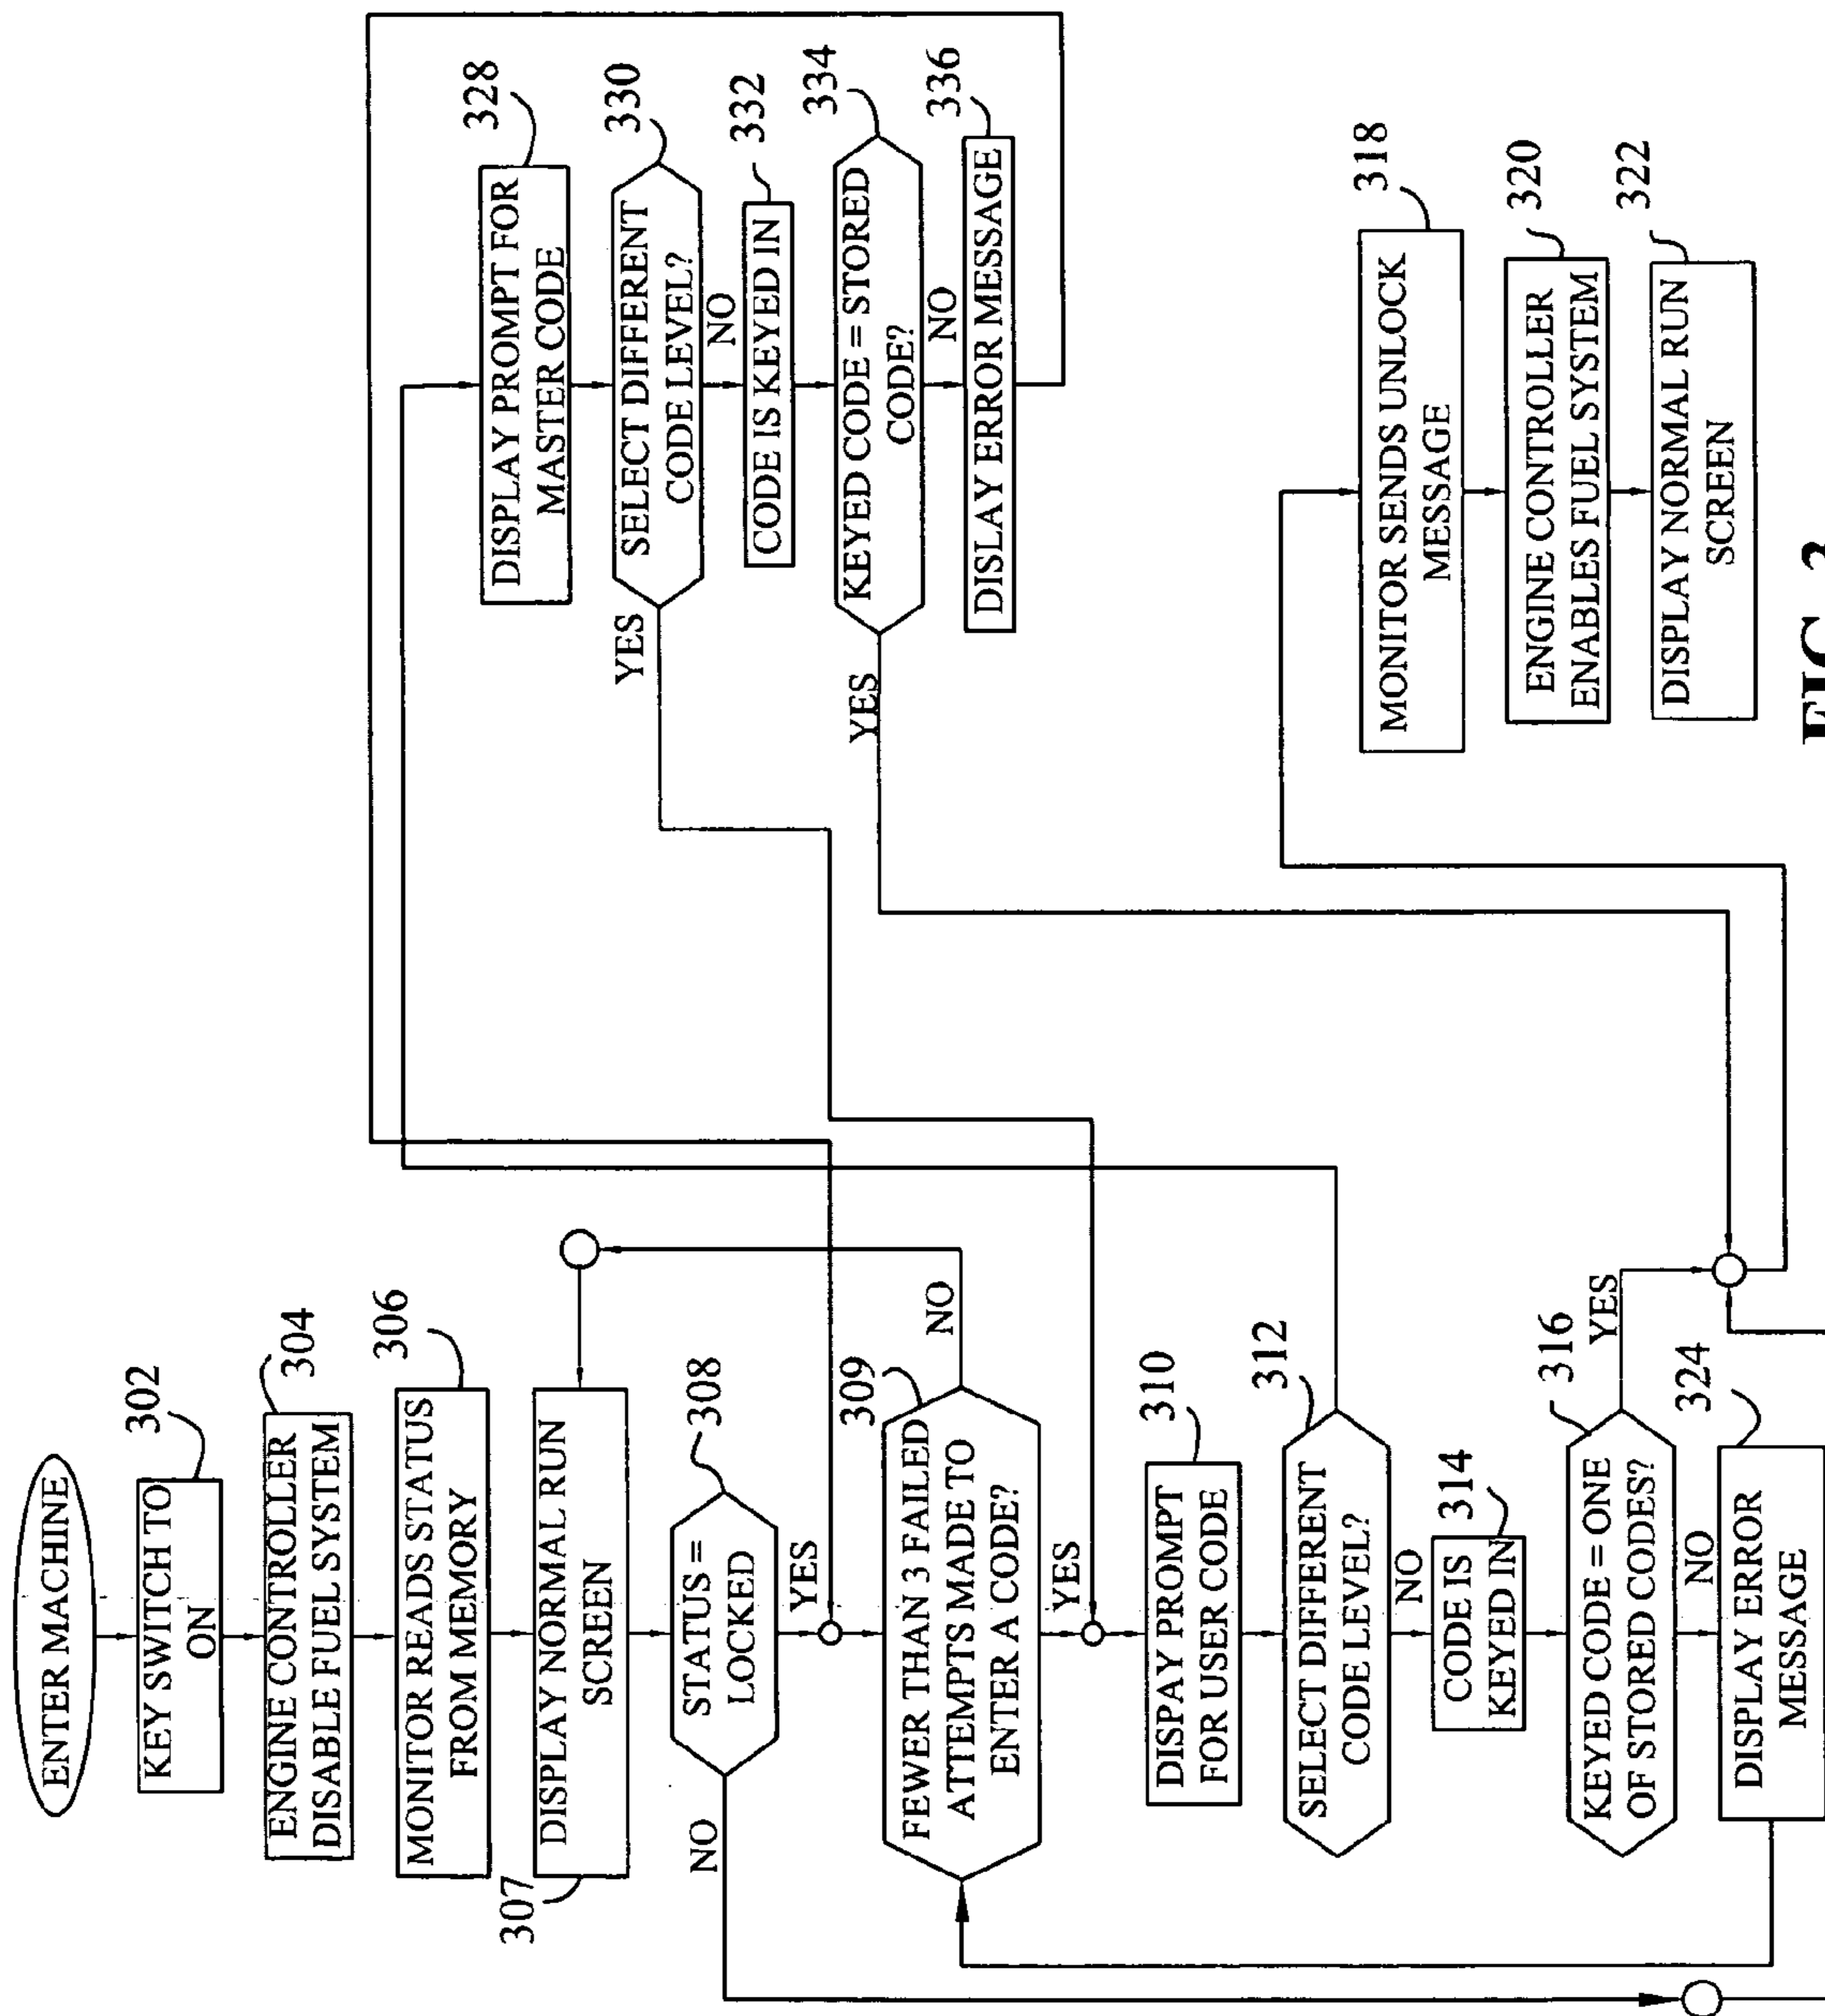 ENTER MACHINE
KEY SWITCH TO
ON
302
ENGINE CONTROLLER
DISABLE FUEL SYSTEM
304
MONITOR READS STATUS
FROM MEMORY
306
DISPLAY NORMAL RUN
SCREEN
307
STATUS =
LOCKED
308
NO
YES
FEWER THAN 3 FAILED
ATTEMPTS MADE TO
ENTER A CODE?
309
NO
YES
DISPAY PROMPT
FOR USER CODE
310
SELECT DIFFERENT
CODE LEVEL?
312
NO
CODE IS
KEYED IN
314
KEYED CODE = ONE
OF STORED CODES?
316
YES
NO
DISPLAY ERROR
MESSAGE
324
DISPLAY PROMPT FOR
MASTER CODE
328
SELECT DIFFERENT
CODE LEVEL?
330
YES
NO
CODE IS KEYED IN
332
KEYED CODE = STORED
CODE?
334
YES
NO
DISLAY ERROR MESSAGE
336
MONITOR SENDS UNLOCK
MESSAGE
318
ENGINE CONTROLLER
ENABLES FUEL SYSTEM
320
DISPLAY NORMAL RUN
SCREEN
322